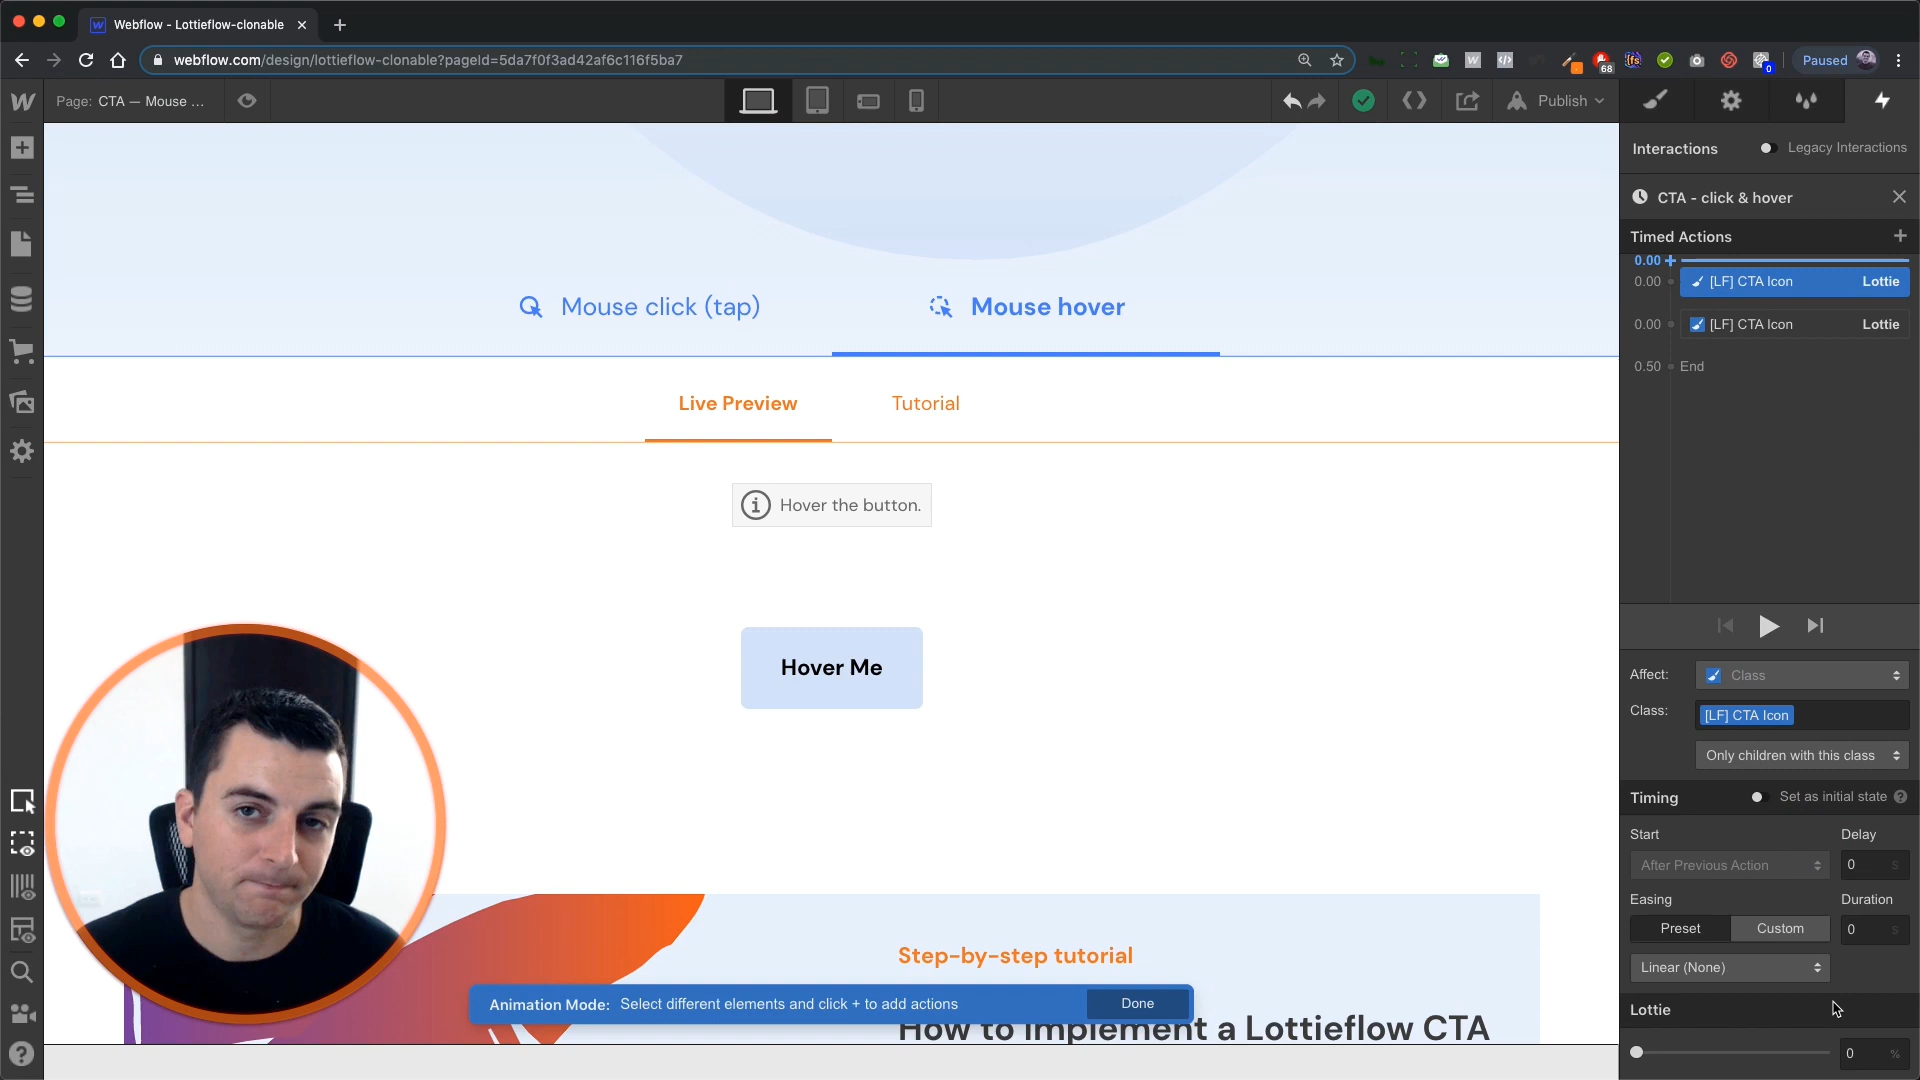 Webflow - Lottieflow-clonable
webflow.com/design/lottieflow-clonable?pageId=5da7f0f3ad42af6c116f5ba7
68
0
Paused
Page: CTA — Mouse ...
Publish
Interactions
Legacy Interactions
CTA - click & hover
Timed Actions
0.00
0.00 [LF] CTA Icon Lottie
0.00 [LF] CTA Icon Lottie
0.50 End
Mouse click (tap)
Mouse hover
Live Preview
Tutorial
Hover the button.
Hover Me
Affect: Class
Class: [LF] CTA Icon
Only children with this class
Timing Set as initial state
Start Delay
After Previous Action 0 s
Easing Duration
Preset Custom 0 s
Linear (None)
Lottie
0 %
Step-by-step tutorial
Animation Mode: Select different elements and click + to add actions Done
How to implement a Lottieflow CTA